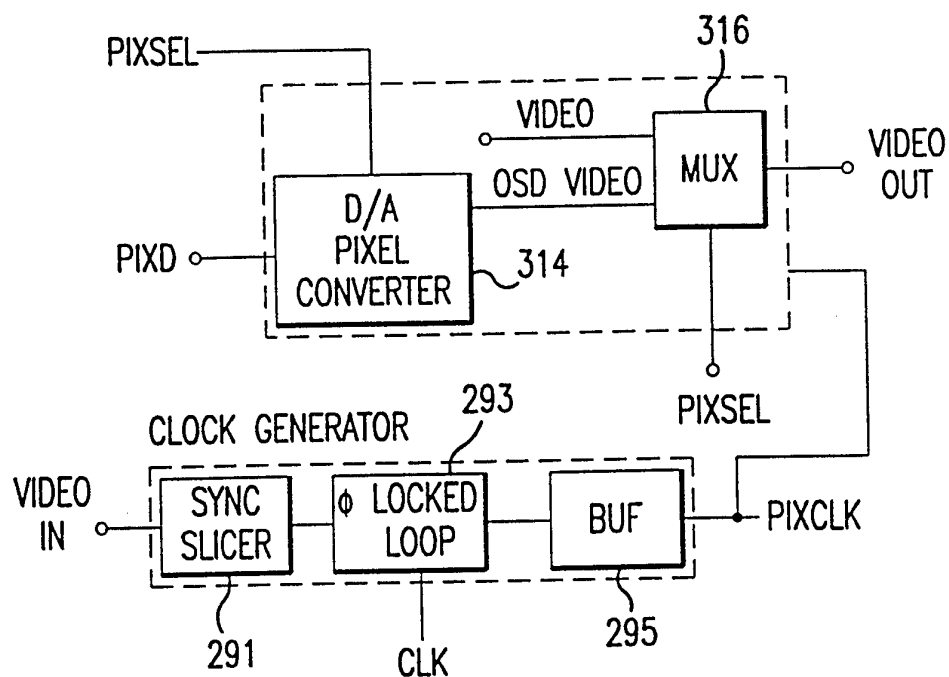 316
PIXSEL
VIDEO
MUX
VIDEO
OUT
OSD VIDEO
D/A
PIXEL
CONVERTER
PIXD
314
PIXSEL
293
CLOCK GENERATOR
VIDEO
IN
SYNC
SLICER
ϕ LOCKED
LOOP
BUF
PIXCLK
291
CLK
295